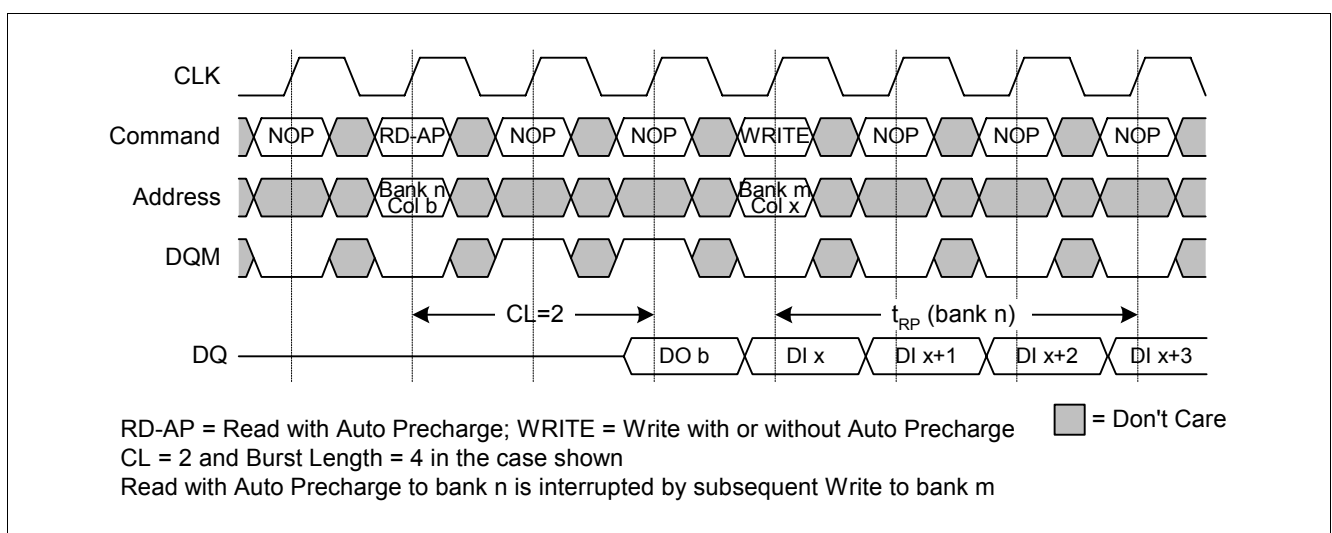 CLK
Command NOP RD-AP NOP NOP WRITE NOP NOP NOP
Address Bank n Bank m
Col b Col x
DQM
CL=2 tRP (bank n)
DQ DO b DI x DI x+1 DI x+2 DI x+3
RD-AP = Read with Auto Precharge; WRITE = Write with or without Auto Precharge = Don't Care
CL = 2 and Burst Length = 4 in the case shown
Read with Auto Precharge to bank n is interrupted by subsequent Write to bank m